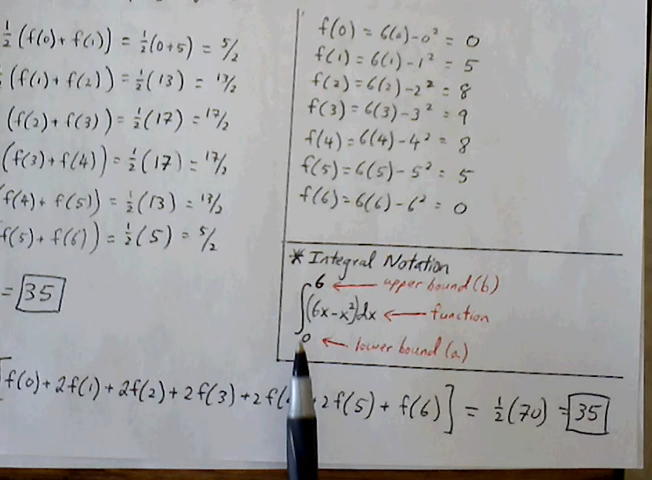 ½(f(0) + f(1)) = ½(0+5) = 5/2
(f(1) + f(2)) = ½(13) = 13/2
(f(2) + f(3)) = ½(17) = 17/2
(f(3) + f(4)) = ½(17) = 17/2
f(4) + f(5)) = ½(13) = 13/2
f(5) + f(6)) = ½(5) = 5/2
= 35
f(0) = 6(0) - 0² = 0
f(1) = 6(1) - 1² = 5
f(2) = 6(2) - 2² = 8
f(3) = 6(3) - 3² = 9
f(4) = 6(4) - 4² = 8
f(5) = 6(5) - 5² = 5
f(6) = 6(6) - 6² = 0
* Integral Notation
6 ← upper bound (b)
∫(6x-x²)dx ← function
0 ← lower bound (a)
[f(0) + 2f(1) + 2f(2) + 2f(3) + 2f( + 2f(5) + f(6)] = ½(70) = 35